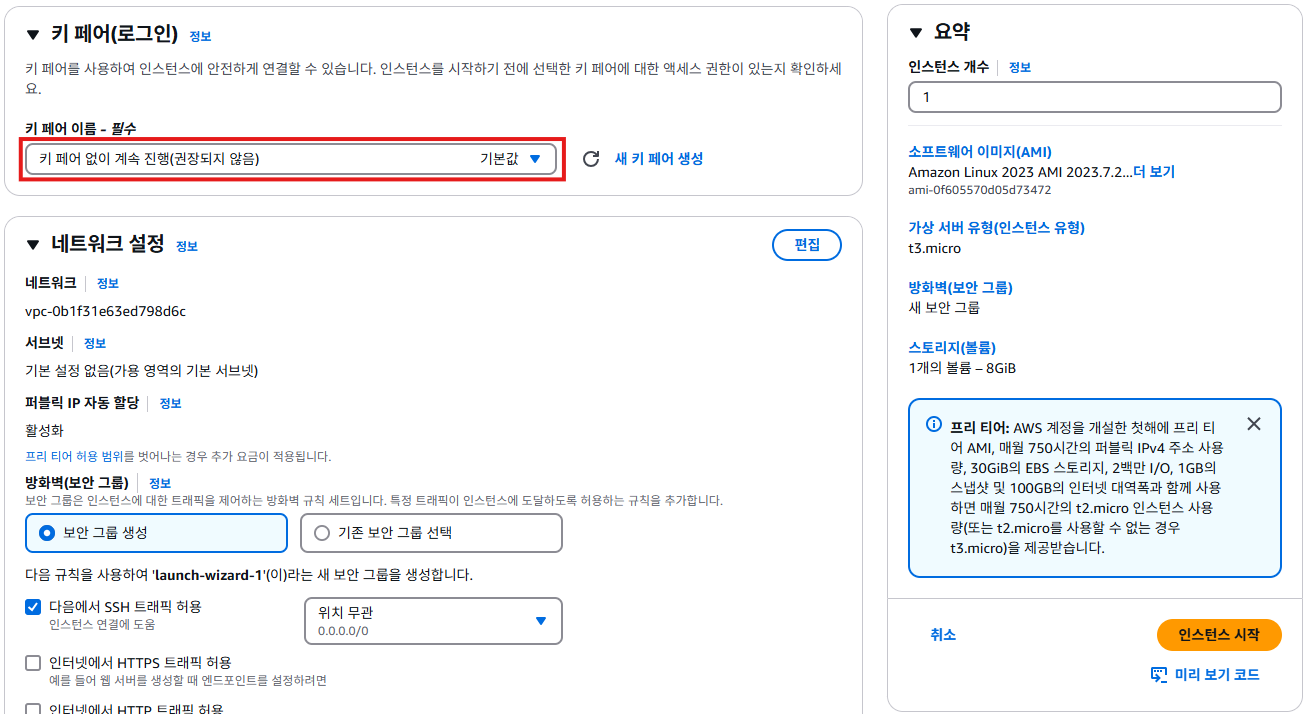 키 페어(로그인) 정보
키 페어를 사용하여 인스턴스에 안전하게 연결할 수 있습니다. 인스턴스를 시작하기 전에 선택한 키 페어에 대한 액세스 권한이 있는지 확인하세
요.
키 페어 이름 - 필수
키 페어 없이 계속 진행(권장되지 않음) 기본값
새 키 페어 생성
네트워크 설정 정보
편집
네트워크 정보
vpc-0b1f31e63ed798d6c
서브넷 정보
기본 설정 없음(가용 영역의 기본 서브넷)
퍼블릭 IP 자동 할당 정보
활성화
프리 티어 허용 범위를 벗어나는 경우 추가 요금이 적용됩니다.
방화벽(보안 그룹) 정보
보안 그룹은 인스턴스에 대한 트래픽을 제어하는 방화벽 규칙 세트입니다. 특정 트래픽이 인스턴스에 도달하도록 허용하는 규칙을 추가합니다.
보안 그룹 생성
기존 보안 그룹 선택
다음 규칙을 사용하여 'launch-wizard-1'(이)라는 새 보안 그룹을 생성합니다.
다음에서 SSH 트래픽 허용
인스턴스 연결에 도움
위치 무관
0.0.0.0/0
인터넷에서 HTTPS 트래픽 허용
예를 들어 웹 서버를 생성할 때 엔드포인트를 설정하려면
인터넷에서 HTTP 트래픽 허용
요약
인스턴스 개수 정보
1
소프트웨어 이미지(AMI)
Amazon Linux 2023 AMI 2023.7.2...더 보기
ami-0f605570d05d73472
가상 서버 유형(인스턴스 유형)
t3.micro
방화벽(보안 그룹)
새 보안 그룹
스토리지(볼륨)
1개의 볼륨 – 8GiB
프리 티어: AWS 계정을 개설한 첫해에 프리 티
어 AMI, 매월 750시간의 퍼블릭 IPv4 주소 사용
량, 30GiB의 EBS 스토리지, 2백만 I/O, 1GB의
스냅샷 및 100GB의 인터넷 대역폭과 함께 사용
하면 매월 750시간의 t2.micro 인스턴스 사용
량(또는 t2.micro를 사용할 수 없는 경우
t3.micro)을 제공받습니다.
취소
인스턴스 시작
미리 보기 코드